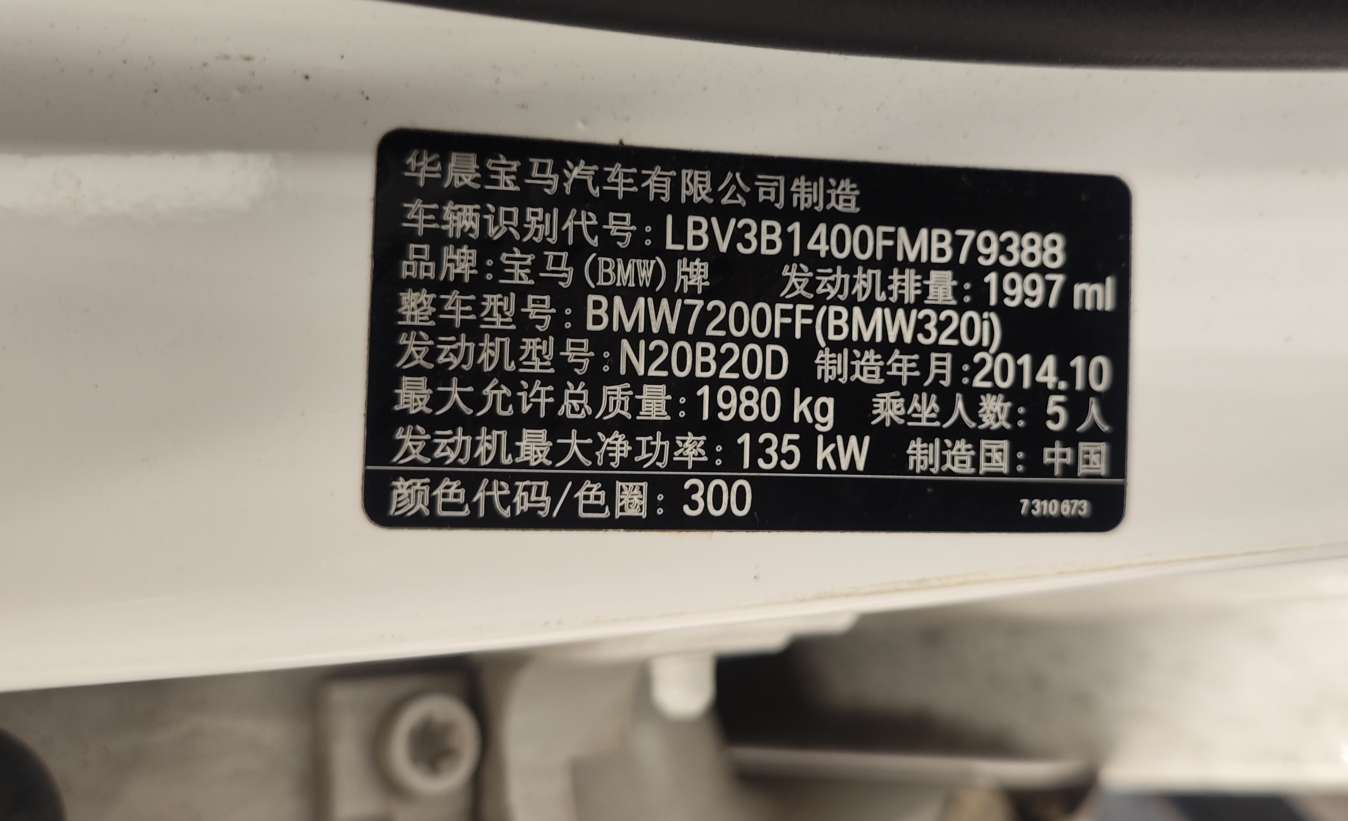 华晨宝马汽车有限公司制造
车辆识别代号：LBV3B1400FMB79388
品牌：宝马(BMW)牌 发动机排量：1997 ml
整车型号：BMW7200FF(BMW320i)
发动机型号：N20B20D 制造年月：2014.10
最大允许总质量：1980 kg 乘坐人数：5人
发动机最大净功率：135 kW 制造国：中国
颜色代码/色圈：300 7310673